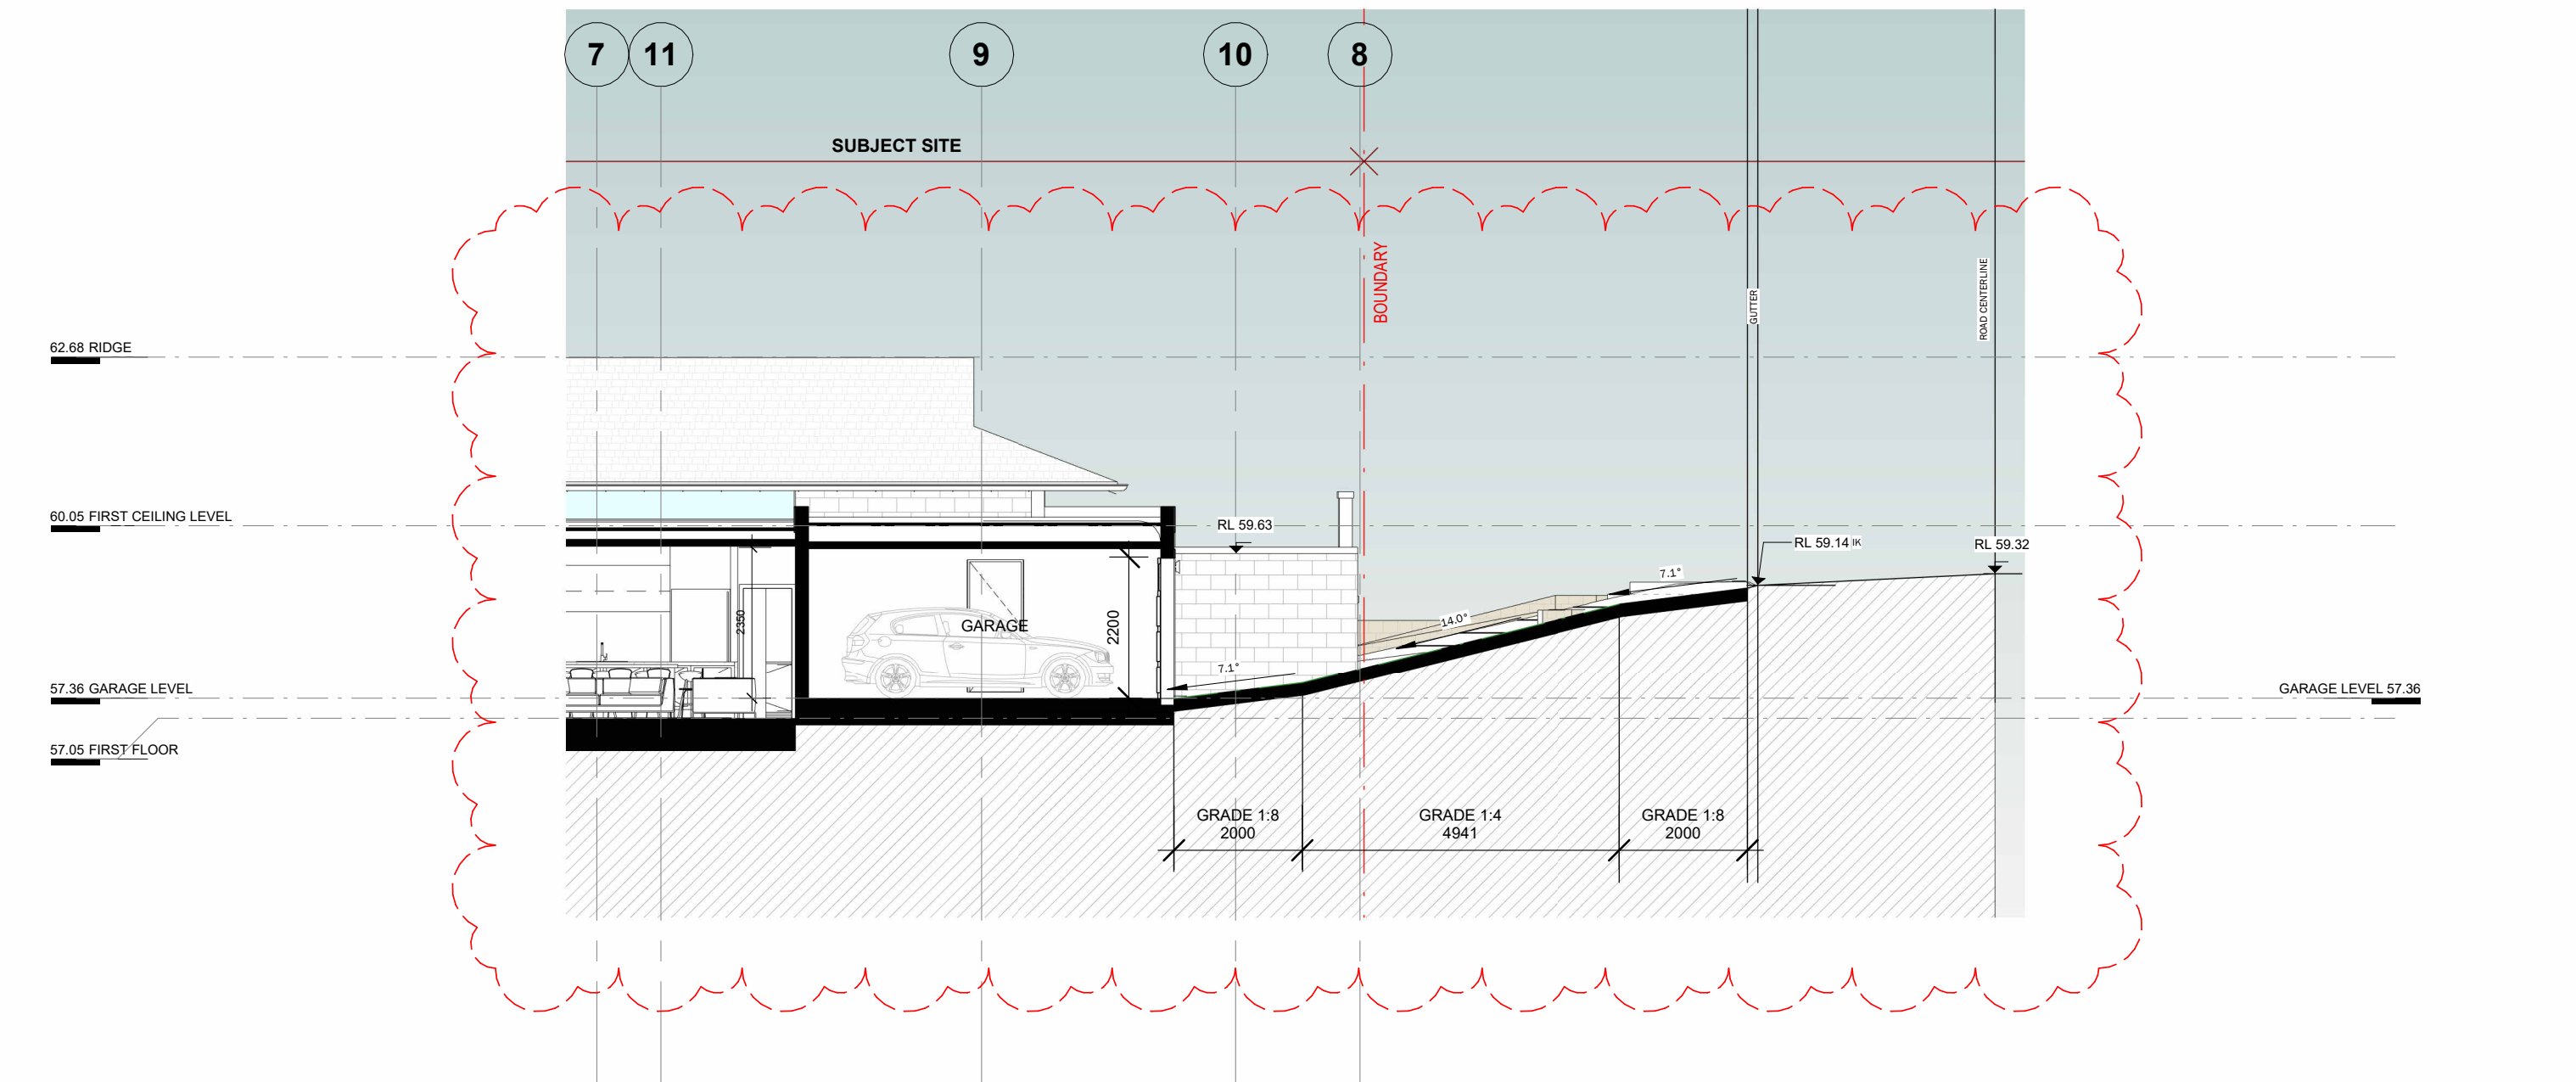 7
11
9
10
8
SUBJECT SITE
BOUNDARY
GUTTER
ROAD CENTERLINE
62.68 RIDGE
60.05 FIRST CEILING LEVEL
RL 59.63
RL 59.14 IK
RL 59.32
7.1°
14.0°
7.1°
2350
GARAGE
2200
57.36 GARAGE LEVEL
GARAGE LEVEL 57.36
57.05 FIRST FLOOR
GRADE 1:8
2000
GRADE 1:4
4941
GRADE 1:8
2000